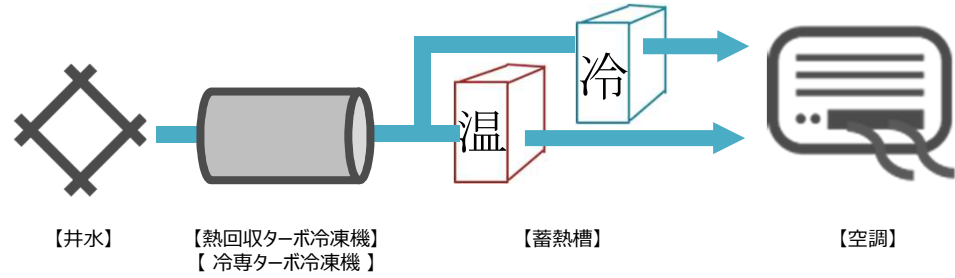 冷
温
【井水】
【熱回収ターボ冷凍機】
【 冷専ターボ冷凍機 】
【蓄熱槽】
【空調】